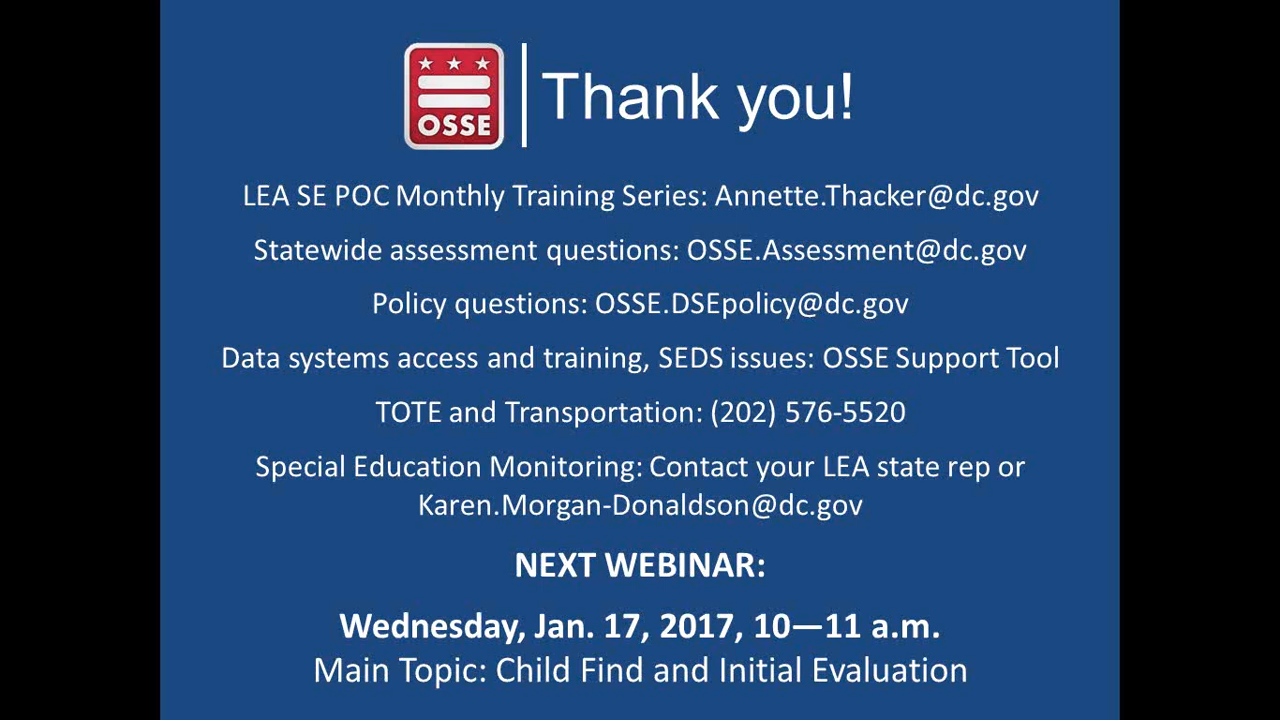 OSSE
Thank you!
LEA SE POC Monthly Training Series: Annette.Thacker@dc.gov
Statewide assessment questions: OSSE.Assessment@dc.gov
Policy questions: OSSE.DSEpolicy@dc.gov
Data systems access and training, SEDS issues: OSSE Support Tool
TOTE and Transportation: (202) 576-5520
Special Education Monitoring: Contact your LEA state rep or
Karen.Morgan-Donaldson@dc.gov
NEXT WEBINAR:
Wednesday, Jan. 17, 2017, 10—11 a.m.
Main Topic: Child Find and Initial Evaluation